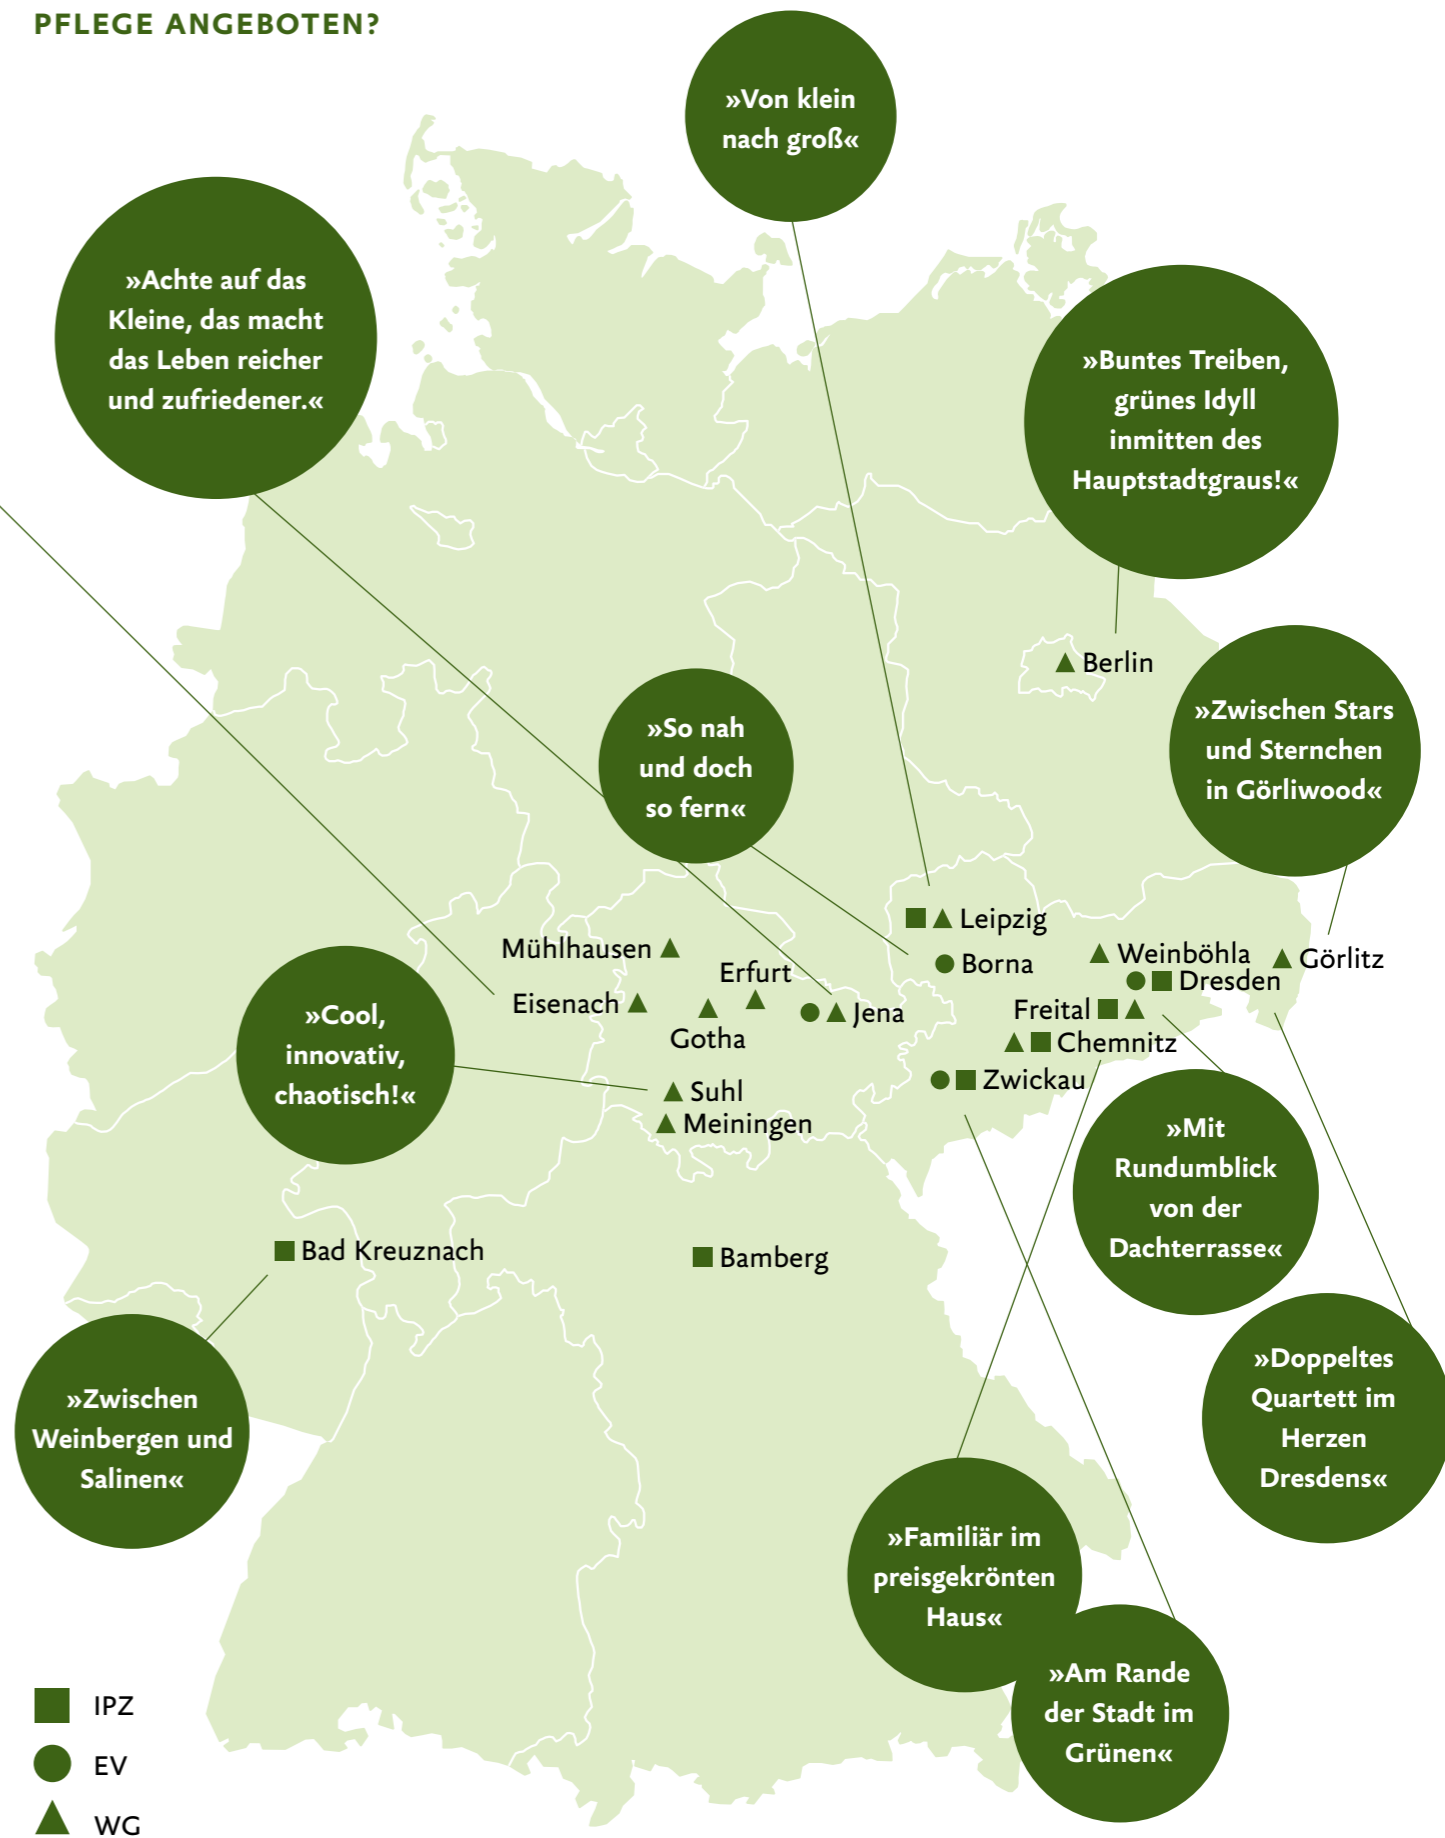 PFLEGE ANGEBOTEN?
»Von klein
nach groß«
»Achte auf das
Kleine, das macht
das Leben reicher
und zufriedener.«
»Buntes Treiben,
grünes Idyll
inmitten des
Hauptstadtgraus!«
Berlin
»Zwischen Stars
und Sternchen
in Görliwood«
»So nah
und doch
so fern«
Leipzig
Borna
Weinböhla
Görlitz
Dresden
Freital
Chemnitz
Zwickau
Mühlhausen
Erfurt
Eisenach
Gotha
Jena
»Cool,
innovativ,
chaotisch!«
Suhl
Meiningen
»Mit
Rundumblick
von der
Dachterrasse«
Bad Kreuznach
Bamberg
»Zwischen
Weinbergen und
Salinen«
»Doppeltes
Quartett im
Herzen
Dresdens«
»Familiär im
preisgekrönten
Haus«
»Am Rande
der Stadt im
Grünen«
IPZ
EV
WG